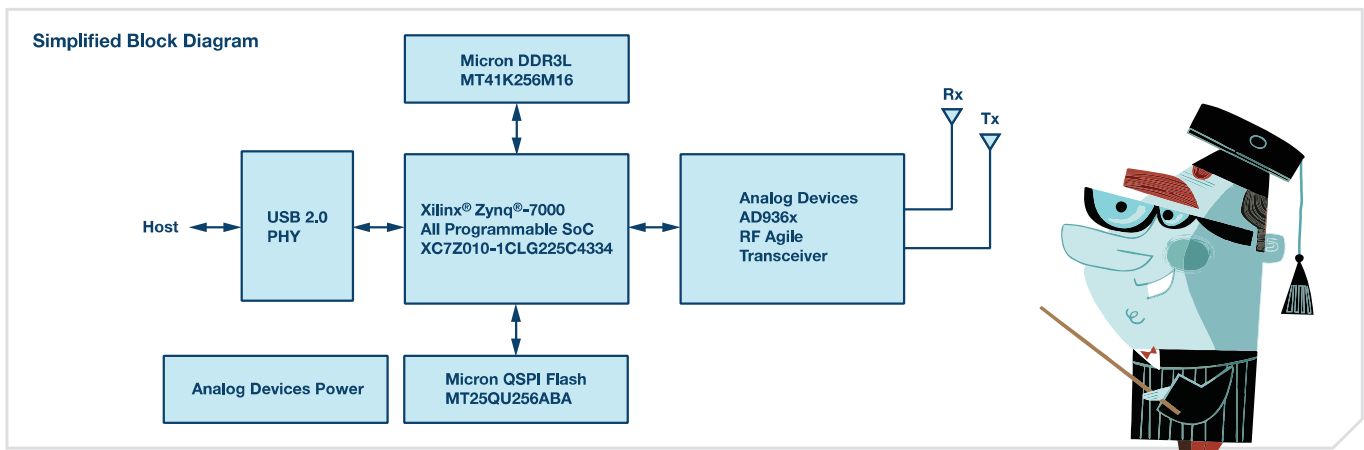 Simplified Block Diagram
Micron DDR3L
MT41K256M16
Rx
Tx
Host
USB 2.0
PHY
Xilinx® Zynq®-7000
All Programmable SoC
XC7Z010-1CLG225C4334
Analog Devices
AD936x
RF Agile
Transceiver
Analog Devices Power
Micron QSPI Flash
MT25QU256ABA